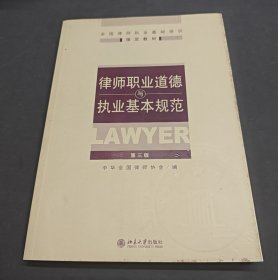 全国律师执业基础培训
指定教材
律师职业道德
与
执业基本规范
LAWYER
第三版
中华全国律师协会 编
北京大学出版社